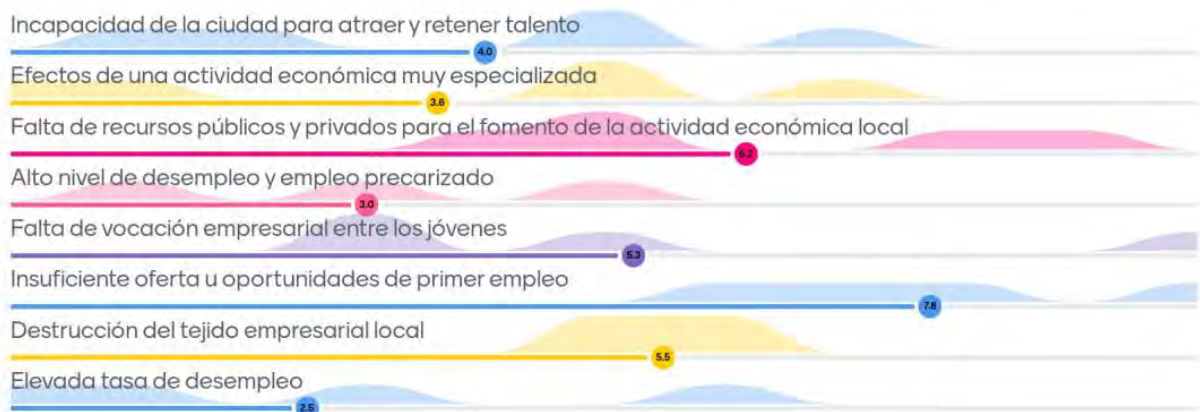 Incapacidad de la ciudad para atraer y retener talento
4.0
Efectos de una actividad económica muy especializada
3.6
Falta de recursos públicos y privados para el fomento de la actividad económica local
6.2
Alto nivel de desempleo y empleo precarizado
3.0
Falta de vocación empresarial entre los jóvenes
5.3
Insuficiente oferta u oportunidades de primer empleo
7.8
Destrucción del tejido empresarial local
5.5
Elevada tasa de desempleo
2.5